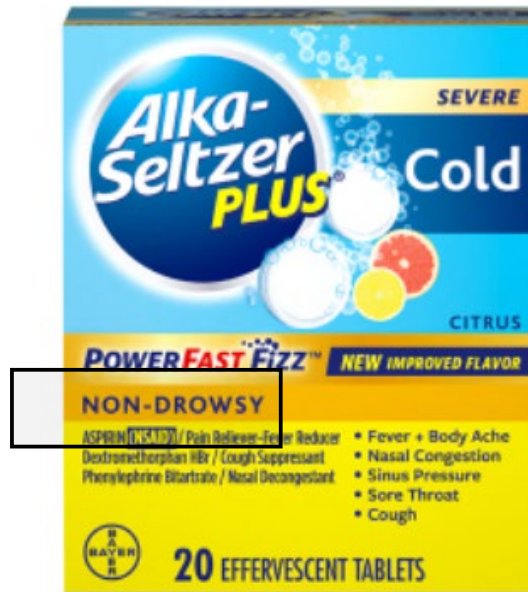 Alka-
Seltzer
PLUS®
SEVERE
Cold
CITRUS
POWERFAST FIZZ™
NEW IMPROVED FLAVOR
NON-DROWSY
ASPIRIN (NSAID) / Pain Reliever-Fever Reducer
Dextromethorphan HBr / Cough Suppressant
Phenylephrine Bitartrate / Nasal Decongestant
• Fever + Body Ache
• Nasal Congestion
• Sinus Pressure
• Sore Throat
• Cough
BAYER
BAYER
20 EFFERVESCENT TABLETS